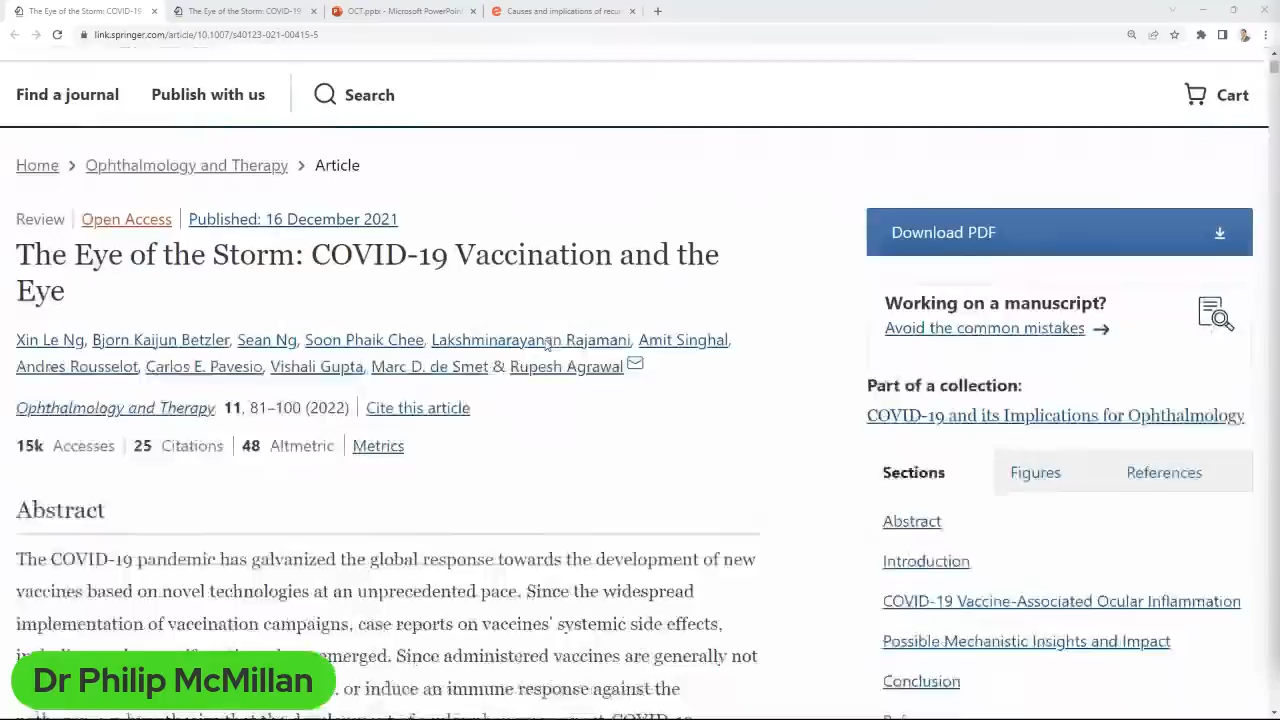 The Eye of the Storm: COVID-19
The Eye of the Storm: COVID-19
OCT.pptx - Microsoft PowerPoint
Causes and implications of recu
link.springer.com/article/10.1007/s40123-021-00415-5
Find a journal
Publish with us
Search
Cart
Home > Ophthalmology and Therapy > Article
Review | Open Access | Published: 16 December 2021
The Eye of the Storm: COVID-19 Vaccination and the
Eye
Xin Le Ng, Bjorn Kaijun Betzler, Sean Ng, Soon Phaik Chee, Lakshminarayanan Rajamani, Amit Singhal,
Andres Rousselot, Carlos E. Pavesio, Vishali Gupta, Marc D. de Smet & Rupesh Agrawal
Ophthalmology and Therapy 11, 81–100 (2022) | Cite this article
15k Accesses | 25 Citations | 48 Altmetric | Metrics
Abstract
The COVID-19 pandemic has galvanized the global response towards the development of new
vaccines based on novel technologies at an unprecedented pace. Since the widespread
implementation of vaccination campaigns, case reports on vaccines' systemic side effects,
emerged. Since administered vaccines are generally not
or induce an immune response against the
Dr Philip McMillan
Download PDF
Working on a manuscript?
Avoid the common mistakes →
Part of a collection:
COVID-19 and its Implications for Ophthalmology
Sections
Figures
References
Abstract
Introduction
COVID-19 Vaccine-Associated Ocular Inflammation
Possible Mechanistic Insights and Impact
Conclusion